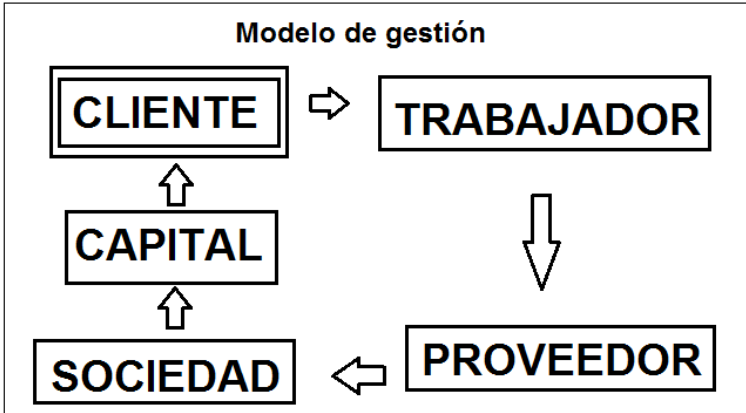 Modelo de gestión
CLIENTE
TRABAJADOR
CAPITAL
SOCIEDAD
PROVEEDOR